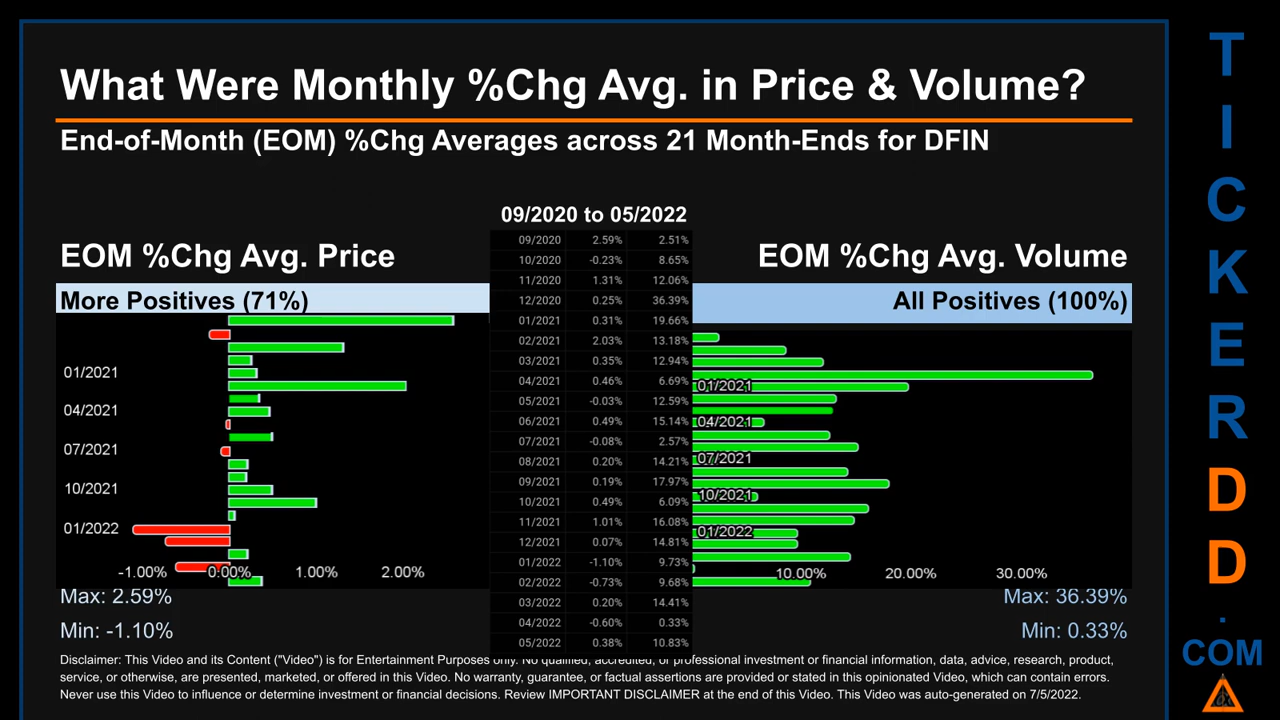 What Were Monthly %Chg Avg. in Price & Volume?
End-of-Month (EOM) %Chg Averages across 21 Month-Ends for DFIN
09/2020 to 05/2022
EOM %Chg Avg. Price
More Positives (71%)
01/2021
04/2021
07/2021
10/2021
01/2022
-1.00% 0.00% 1.00% 2.00%
Max: 2.59%
Min: -1.10%
09/2020 2.59% 2.51%
10/2020 -0.23% 8.65%
11/2020 1.31% 12.06%
12/2020 0.25% 36.39%
01/2021 0.31% 19.66%
02/2021 2.03% 13.18%
03/2021 0.35% 12.94%
04/2021 0.46% 6.69%
05/2021 -0.03% 12.59%
06/2021 0.49% 15.14%
07/2021 -0.08% 2.57%
08/2021 0.20% 14.21%
09/2021 0.19% 17.97%
10/2021 0.49% 6.09%
11/2021 1.01% 16.08%
12/2021 0.07% 14.81%
01/2022 -1.10% 9.73%
02/2022 -0.73% 9.68%
03/2022 0.20% 14.41%
04/2022 -0.60% 0.33%
05/2022 0.38% 10.83%
EOM %Chg Avg. Volume
All Positives (100%)
01/2021
04/2021
07/2021
10/2021
01/2022
10.00% 20.00% 30.00%
Max: 36.39%
Min: 0.33%
Disclaimer: This Video and its Content ("Video") is for Entertainment Purposes only. No qualified, accredited, or professional investment or financial information, data, advice, research, product,
service, or otherwise, are presented, marketed, or offered in this Video. No warranty, guarantee, or factual assertions are provided or stated in this opinionated Video, which can contain errors.
Never use this Video to influence or determine investment or financial decisions. Review IMPORTANT DISCLAIMER at the end of this Video. This Video was auto-generated on 7/5/2022.
T
I
C
K
E
R
D
D
.
COM